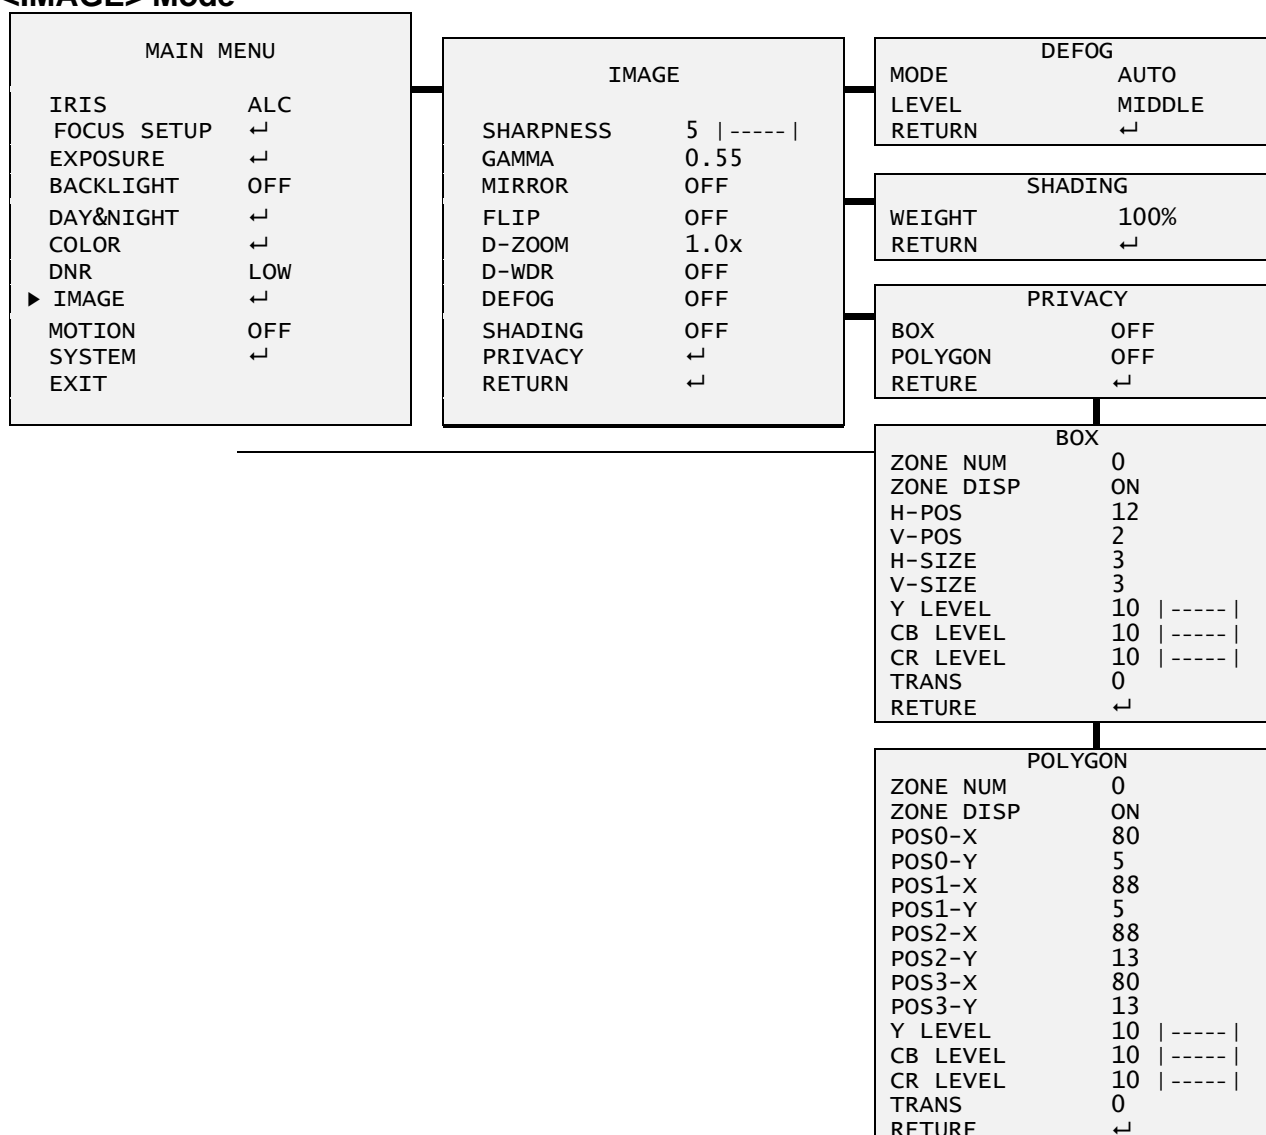 <IMAGE> Mode
MAIN MENU
IRIS ALC
FOCUS SETUP ↵
EXPOSURE ↵
BACKLIGHT OFF
DAY&NIGHT ↵
COLOR ↵
DNR LOW
▶ IMAGE ↵
MOTION OFF
SYSTEM ↵
EXIT
IMAGE
SHARPNESS 5 |-----|
GAMMA 0.55
MIRROR OFF
FLIP OFF
D-ZOOM 1.0x
D-WDR OFF
DEFOG OFF
SHADING OFF
PRIVACY ↵
RETURN ↵
DEFOG
MODE AUTO
LEVEL MIDDLE
RETURN ↵
SHADING
WEIGHT 100%
RETURN ↵
PRIVACY
BOX OFF
POLYGON OFF
RETURE ↵
BOX
ZONE NUM 0
ZONE DISP ON
H-POS 12
V-POS 2
H-SIZE 3
V-SIZE 3
Y LEVEL 10 |-----|
CB LEVEL 10 |-----|
CR LEVEL 10 |-----|
TRANS 0
RETURE ↵
POLYGON
ZONE NUM 0
ZONE DISP ON
POS0-X 80
POS0-Y 5
POS1-X 88
POS1-Y 5
POS2-X 88
POS2-Y 13
POS3-X 80
POS3-Y 13
Y LEVEL 10 |-----|
CB LEVEL 10 |-----|
CR LEVEL 10 |-----|
TRANS 0
RETURE ↵